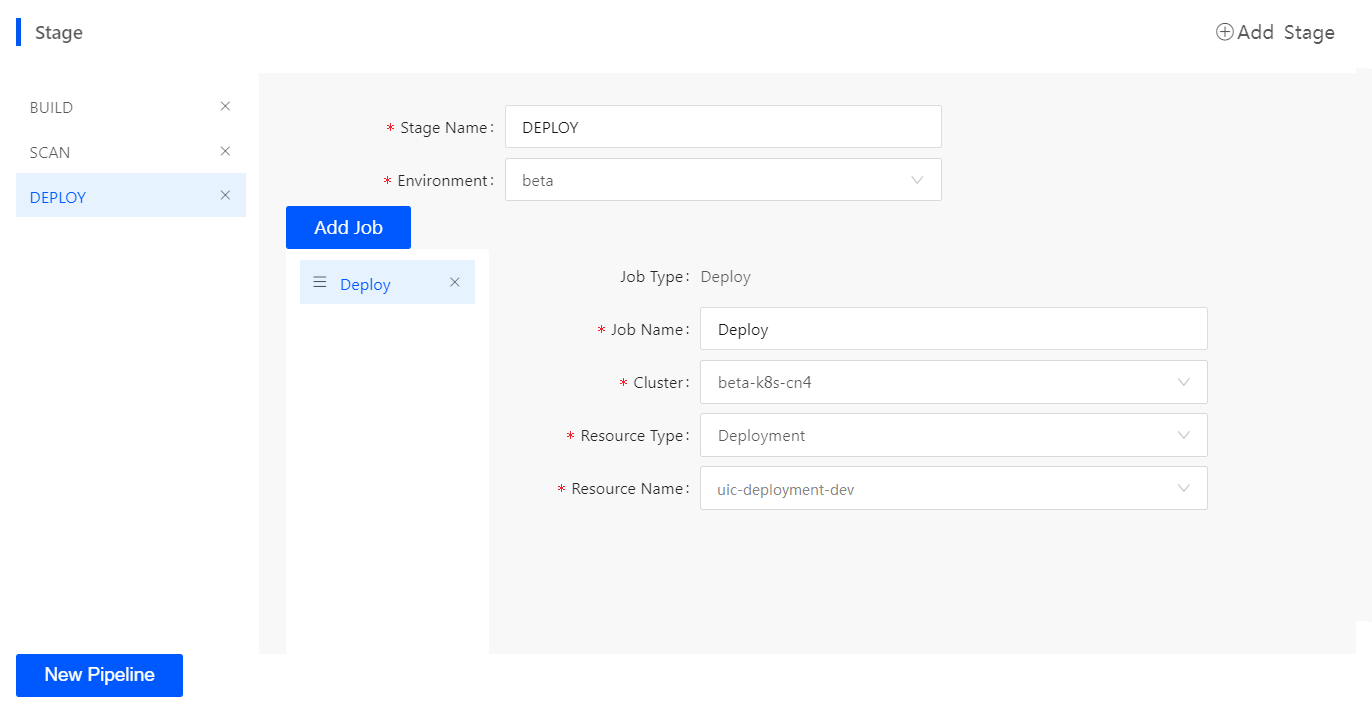 Stage
Add Stage
BUILD
SCAN
DEPLOY
* Stage Name: DEPLOY
* Environment: beta
Add Job
Deploy
Job Type: Deploy
* Job Name: Deploy
* Cluster: beta-k8s-cn4
* Resource Type: Deployment
* Resource Name: uic-deployment-dev
New Pipeline